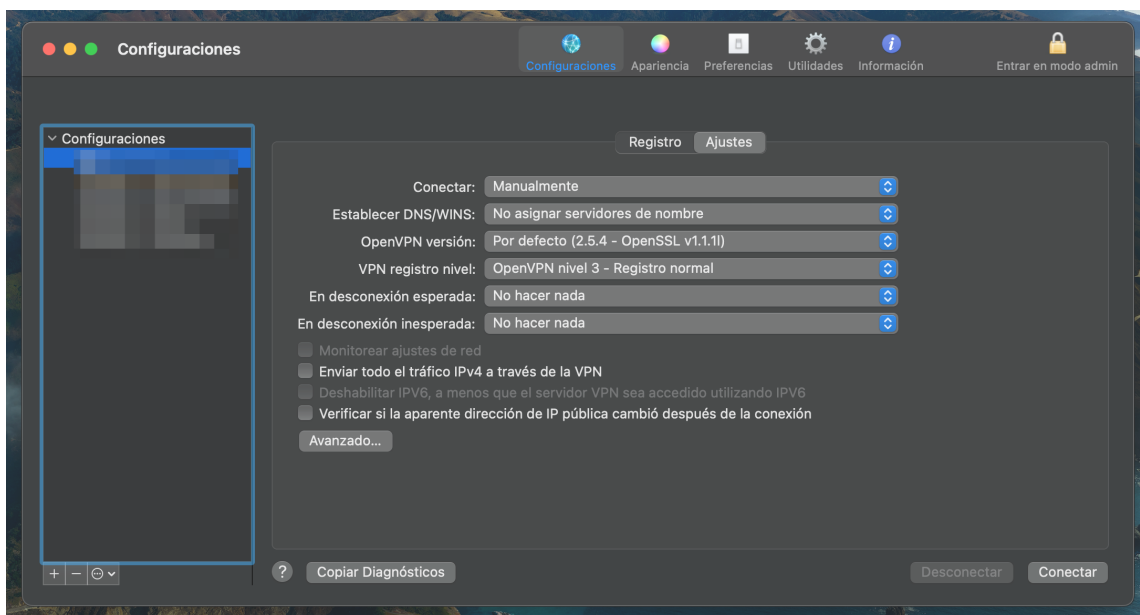 Configuraciones
Configuraciones Apariencia Preferencias Utilidades Información Entrar en modo admin
Configuraciones
Registro Ajustes
Conectar: Manualmente
Establecer DNS/WINS: No asignar servidores de nombre
OpenVPN versión: Por defecto (2.5.4 - OpenSSL v1.1.1l)
VPN registro nivel: OpenVPN nivel 3 - Registro normal
En desconexión esperada: No hacer nada
En desconexión inesperada: No hacer nada
Monitorear ajustes de red
Enviar todo el tráfico IPv4 a través de la VPN
Deshabilitar IPV6, a menos que el servidor VPN sea accedido utilizando IPV6
Verificar si la aparente dirección de IP pública cambió después de la conexión
Avanzado...
? Copiar Diagnósticos Desconectar Conectar